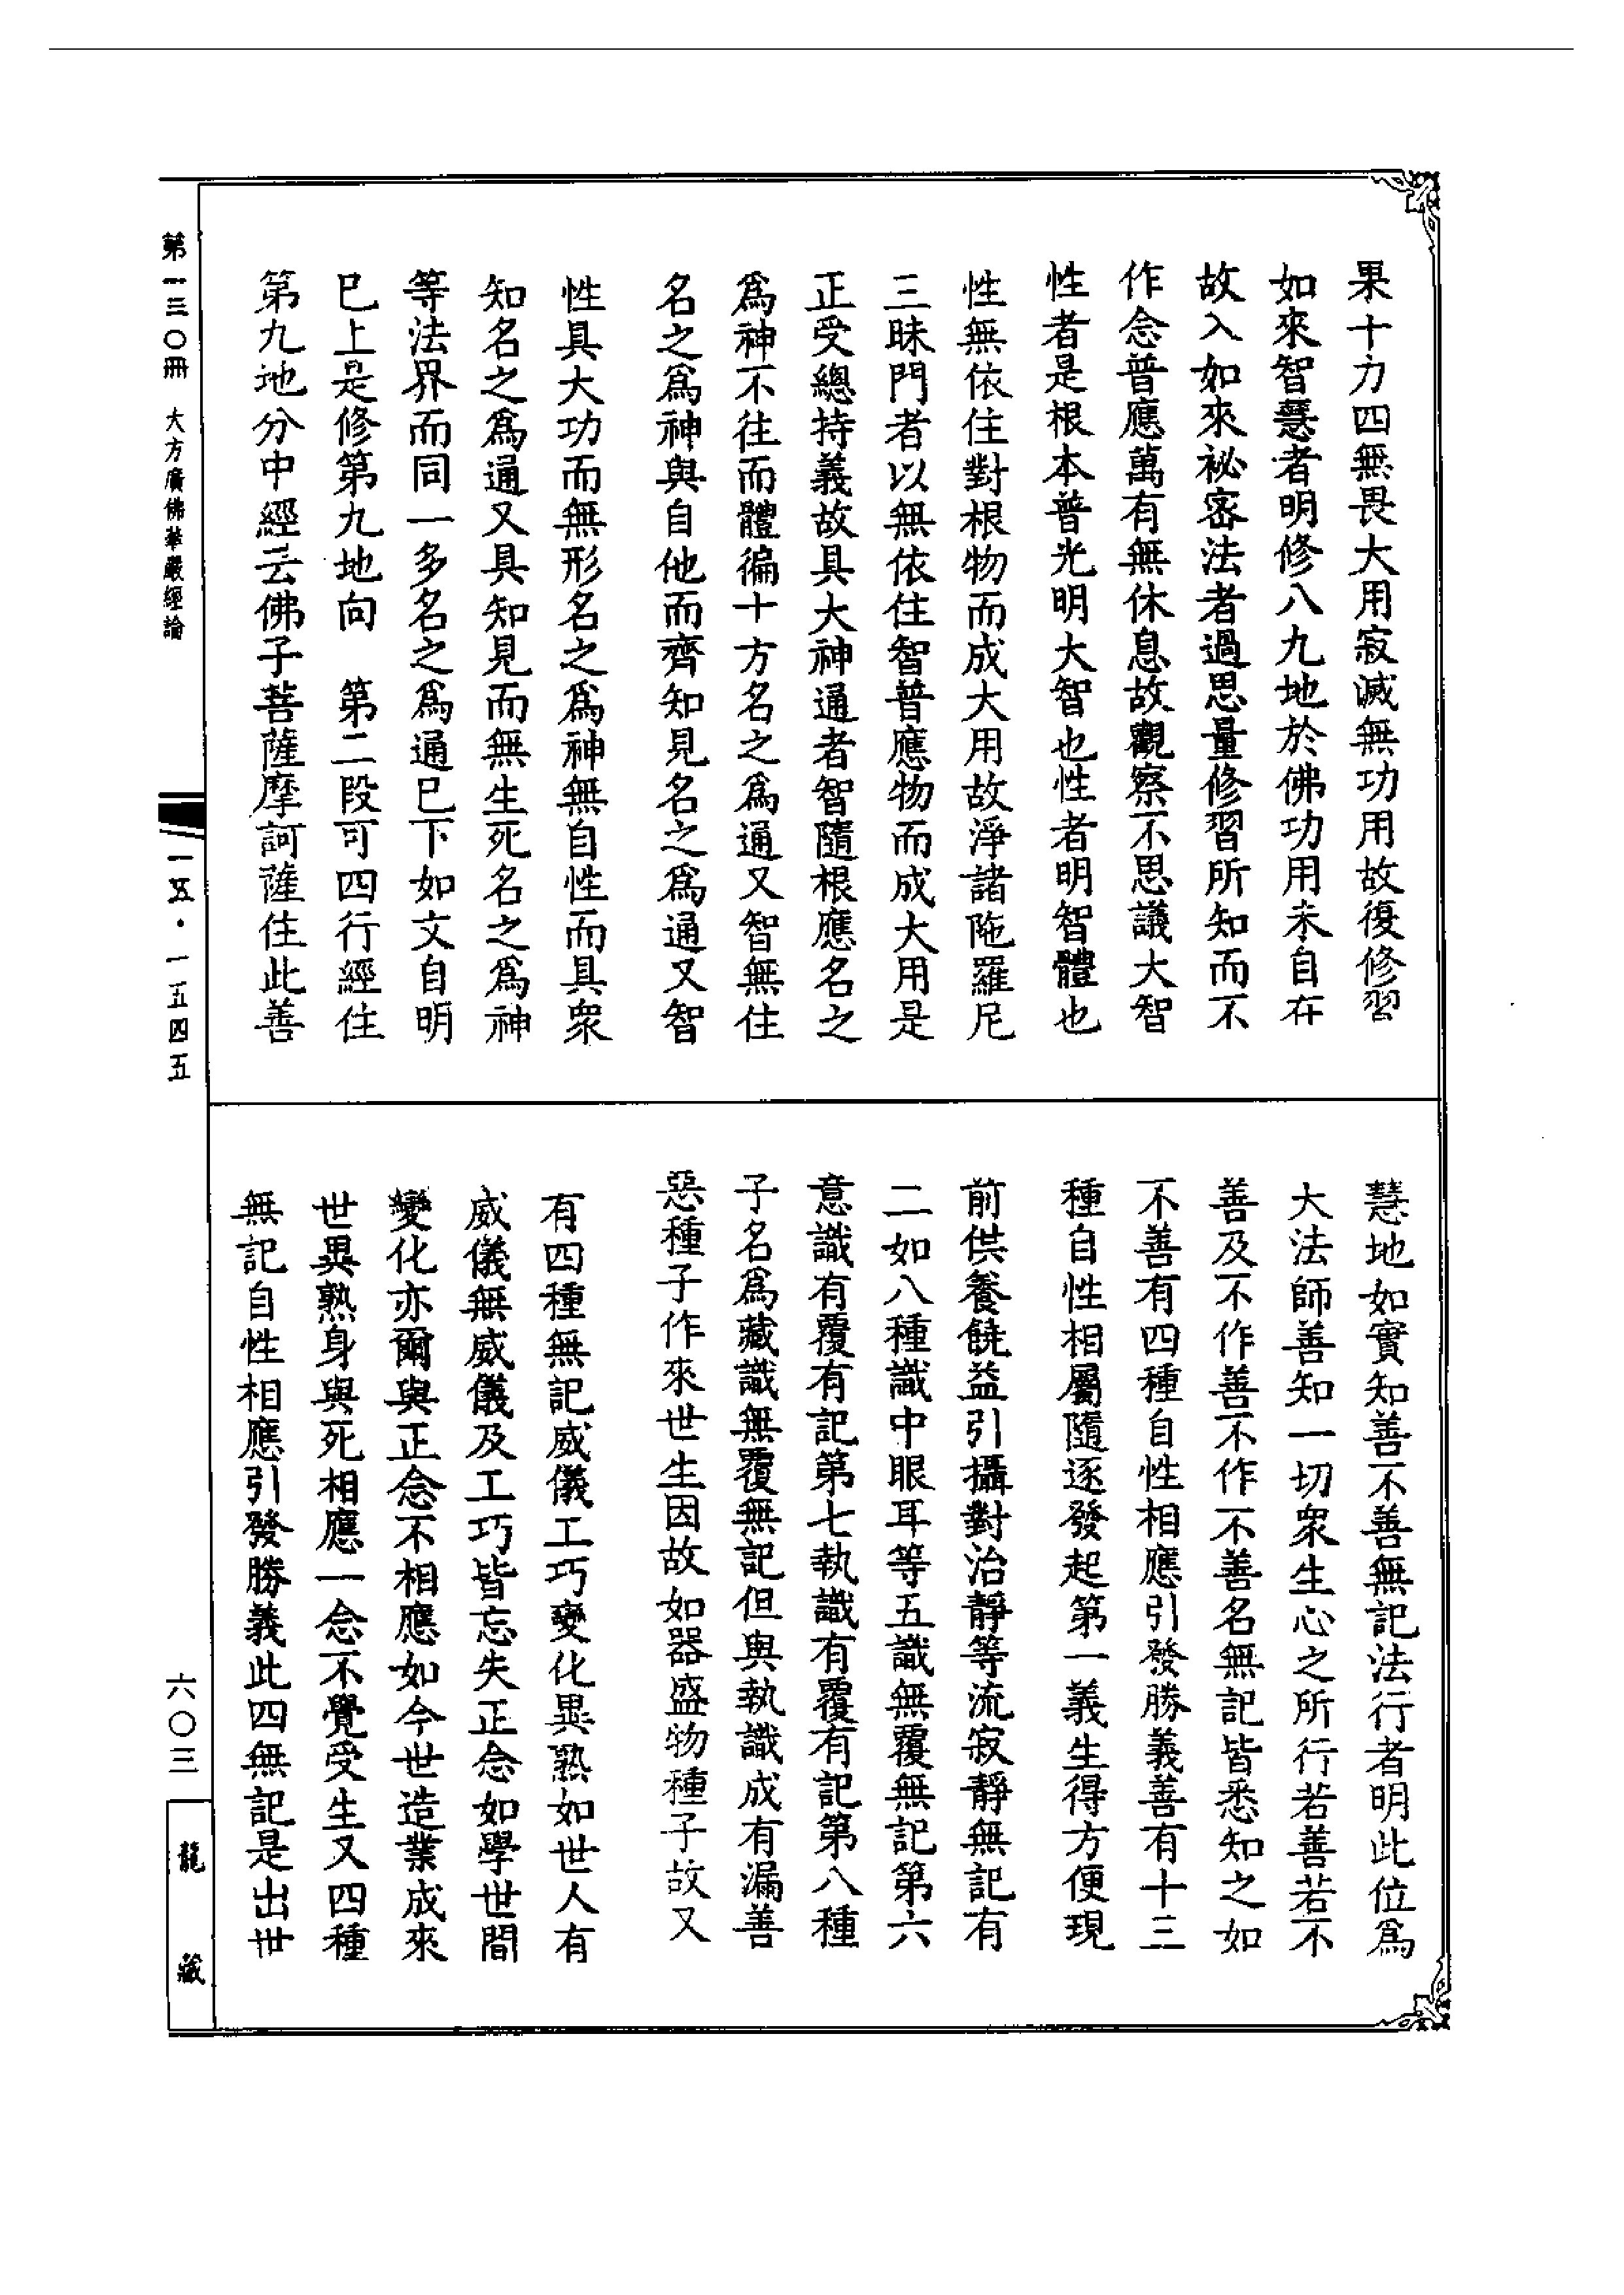 果十力四無畏大用寂滅無功用故復修習
如來智慧者明修八九地於佛功用未自在
故入如來祕密法者過思量修習所知而不
作念普應萬有無休息故觀察不思議大智
性者是根本普光明大智也性者明智體也
性無依住對根物而成大用故淨諸陁羅尼
三昧門者以無依住智普應物而成大用是
正受總持義故具大神通者智隨根應名之
爲神不往而體徧十方名之爲通又智無住
名之爲神與自他而齊知見名之爲通又智
性具大功而無形名之爲神無自性而具衆
知名之爲通又具知見而無生死名之爲神
等法界而同一多名之爲通巳下如文自明
巳上是修第九地向　第二段可四行經住
第九地分中經云佛子菩薩摩訶薩住此善
慧地如實知善不善無記法行者明此位爲
大法師善知一切衆生心之所行若善若不
善及不作善不作不善名無記皆悉知之如
不善有四種自性相應引發勝義善有十三
種自性相屬隨逐發起第一義生得方便現
前供養饒益引攝對治靜等流寂靜無記有
二如八種識中眼耳等五識無覆無記第六
意識有覆有記第七執識有覆有記第八種
子名爲藏識無覆無記但與執識成有漏善
惡種子作來世生因故如器盛物種子故又
有四種無記威儀工巧變化異熟如世人有
威儀無威儀及工巧皆忘失正念如學世間
變化亦爾與正念不相應如今世造業成來
世異熟身與死相應一念不覺受生又四種
無記自性相應引發勝義此四無記是出世
第一三〇冊　大方廣佛華嚴經論
一五·一五四五
六〇三
龍藏